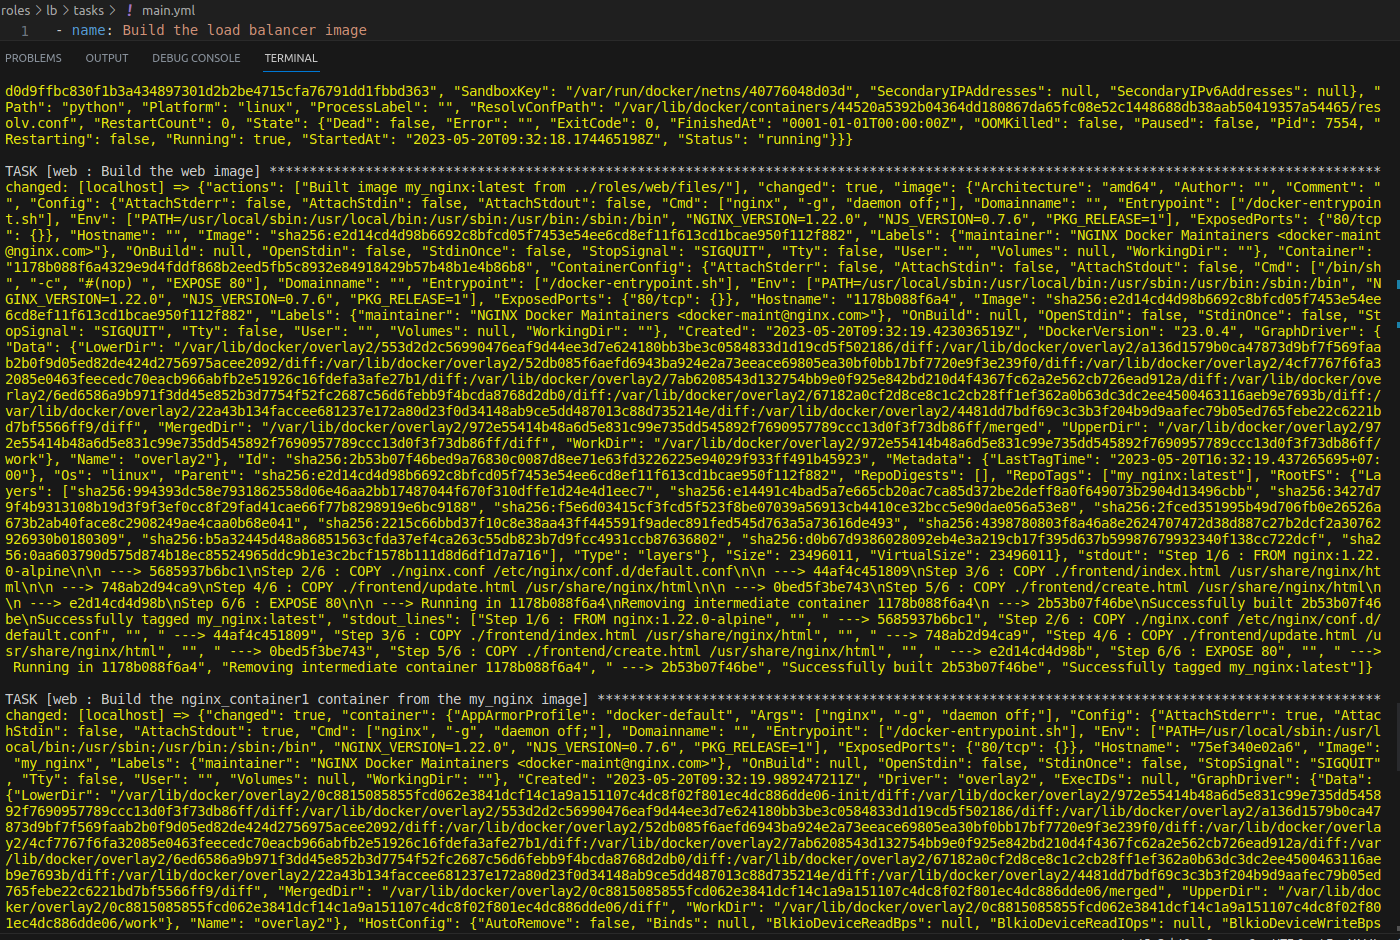 roles > lb > tasks > ! main.yml
1 - name: Build the load balancer image
PROBLEMS OUTPUT DEBUG CONSOLE TERMINAL
d0d9ffbc830f1b3a434897301d2b2be4715cfa76791dd1fbbd363", "SandboxKey": "/var/run/docker/netns/40776048d03d", "SecondaryIPAddresses": null, "SecondaryIPv6Addresses": null}, "
Path": "python", "Platform": "linux", "ProcessLabel": "", "ResolvConfPath": "/var/lib/docker/containers/44520a5392b04364dd180867da65fc08e52c1448688db38aab50419357a54465/res
olv.conf", "RestartCount": 0, "State": {"Dead": false, "Error": "", "ExitCode": 0, "FinishedAt": "0001-01-01T00:00:00Z", "OOMKilled": false, "Paused": false, "Pid": 7554, "
Restarting": false, "Running": true, "StartedAt": "2023-05-20T09:32:18.174465198Z", "Status": "running"}}}
TASK [web : Build the web image] ********************************************************************************************************************************************
changed: [localhost] => {"actions": ["Built image my_nginx:latest from ../roles/web/files/"], "changed": true, "image": {"Architecture": "amd64", "Author": "", "Comment": "
", "Config": {"AttachStderr": false, "AttachStdin": false, "AttachStdout": false, "Cmd": ["nginx", "-g", "daemon off;"], "Domainname": "", "Entrypoint": ["/docker-entrypoin
t.sh"], "Env": ["PATH=/usr/local/sbin:/usr/local/bin:/usr/sbin:/usr/bin:/sbin:/bin", "NGINX_VERSION=1.22.0", "NJS_VERSION=0.7.6", "PKG_RELEASE=1"], "ExposedPorts": {"80/tcp
": {}}, "Hostname": "", "Image": "sha256:e2d14cd4d98b6692c8bfcd05f7453e54ee6cd8ef11f613cd1bcae950f112f882", "Labels": {"maintainer": "NGINX Docker Maintainers <docker-maint
@nginx.com>"}, "OnBuild": null, "OpenStdin": false, "StdinOnce": false, "StopSignal": "SIGQUIT", "Tty": false, "User": "", "Volumes": null, "WorkingDir": ""}, "Container":
"1178b088f6a4329e9d4fddf868b2eed5fb5c8932e84918429b57b48b1e4b86b8", "ContainerConfig": {"AttachStderr": false, "AttachStdin": false, "AttachStdout": false, "Cmd": ["/bin/sh
", "-c", "#(nop) ", "EXPOSE 80"], "Domainname": "", "Entrypoint": ["/docker-entrypoint.sh"], "Env": ["PATH=/usr/local/sbin:/usr/local/bin:/usr/sbin:/usr/bin:/sbin:/bin", "N
GINX_VERSION=1.22.0", "NJS_VERSION=0.7.6", "PKG_RELEASE=1"], "ExposedPorts": {"80/tcp": {}}, "Hostname": "1178b088f6a4", "Image": "sha256:e2d14cd4d98b6692c8bfcd05f7453e54ee
6cd8ef11f613cd1bcae950f112f882", "Labels": {"maintainer": "NGINX Docker Maintainers <docker-maint@nginx.com>"}, "OnBuild": null, "OpenStdin": false, "StdinOnce": false, "St
opSignal": "SIGQUIT", "Tty": false, "User": "", "Volumes": null, "WorkingDir": ""}, "Created": "2023-05-20T09:32:19.423036519Z", "DockerVersion": "23.0.4", "GraphDriver": {
"Data": {"LowerDir": "/var/lib/docker/overlay2/553d2d2c56990476eaf9d44ee3d7e624180bb3be3c0584833d1d19cd5f502186/diff:/var/lib/docker/overlay2/a136d1579b0ca47873d9bf7f569faa
b2b0f9d05ed82de424d2756975acee2092/diff:/var/lib/docker/overlay2/52db085f6aefd6943ba924e2a73eeace69805ea30bf0bb17bf7720e9f3e239f0/diff:/var/lib/docker/overlay2/4cf7767f6fa3
2085e0463feecedc70eacb966abfb2e51926c16fdefa3afe27b1/diff:/var/lib/docker/overlay2/7ab6208543d132754bb9e0f925e842bd210d4f4367fc62a2e562cb726ead912a/diff:/var/lib/docker/ove
rlay2/6ed6586a9b971f3dd45e852b3d7754f52fc2687c56d6febb9f4bcda8768d2db0/diff:/var/lib/docker/overlay2/67182a0cf2d8ce8c1c2cb28ff1ef362a0b63dc3dc2ee4500463116aeb9e7693b/diff:/
var/lib/docker/overlay2/22a43b134faccee681237e172a80d23f0d34148ab9ce5dd487013c88d735214e/diff:/var/lib/docker/overlay2/4481dd7bdf69c3c3b3f204b9d9aafec79b05ed765febe22c6221b
d7bf5566ff9/diff", "MergedDir": "/var/lib/docker/overlay2/972e55414b48a6d5e831c99e735dd545892f7690957789ccc13d0f3f73db86ff/merged", "UpperDir": "/var/lib/docker/overlay2/97
2e55414b48a6d5e831c99e735dd545892f7690957789ccc13d0f3f73db86ff/diff", "WorkDir": "/var/lib/docker/overlay2/972e55414b48a6d5e831c99e735dd545892f7690957789ccc13d0f3f73db86ff/
work"}, "Name": "overlay2"}, "Id": "sha256:2b53b07f46bed9a76830c0087d8ee71e63fd3226225e94029f933ff491b45923", "Metadata": {"LastTagTime": "2023-05-20T16:32:19.437265695+07:
00"}, "Os": "linux", "Parent": "sha256:e2d14cd4d98b6692c8bfcd05f7453e54ee6cd8ef11f613cd1bcae950f112f882", "RepoDigests": [], "RepoTags": ["my_nginx:latest"], "RootFS": {"La
yers": ["sha256:994393dc58e7931862558d06e46aa2bb17487044f670f310dffe1d24e4d1eec7", "sha256:e14491c4bad5a7e665cb20ac7ca85d372be2deff8a0f649073b2904d13496cbb", "sha256:3427d7
9f4b9313108b19d3f9f3ef0cc8f29fad41cae66f77b8298919e6bc9188", "sha256:f5e6d03415cf3fcd5f523f8be07039a56913cb4410ce32bcc5e90dae056a53e8", "sha256:2fced351995b49d706fb0e26526a
673b2ab40face8c2908249ae4caa0b68e041", "sha256:2215c66bbd37f10c8e38aa43ff445591f9adec891fed545d763a5a73616de493", "sha256:4398780803f8a46a8e2624707472d38d887c27b2dcf2a30762
926930b0180309", "sha256:b5a32445d48a86851563cfda37ef4ca263c55db823b7d9fcc4931ccb87636802", "sha256:d0b67d9386028092eb4e3a219cb17f395d637b59987679932340f138cc722dcf", "sha2
56:0aa603790d575d874b18ec85524965ddc9b1e3c2bcf1578b111d8d6df1d7a716"], "Type": "layers"}, "Size": 23496011, "VirtualSize": 23496011}, "stdout": "Step 1/6 : FROM nginx:1.22.
0-alpine\n\n ---> 5685937b6bc1\nStep 2/6 : COPY ./nginx.conf /etc/nginx/conf.d/default.conf\n\n ---> 44af4c451809\nStep 3/6 : COPY ./frontend/index.html /usr/share/nginx/ht
ml\n\n ---> 748ab2d94ca9\nStep 4/6 : COPY ./frontend/update.html /usr/share/nginx/html\n\n ---> 0bed5f3be743\nStep 5/6 : COPY ./frontend/create.html /usr/share/nginx/html\n
\n ---> e2d14cd4d98b\nStep 6/6 : EXPOSE 80\n\n ---> Running in 1178b088f6a4\nRemoving intermediate container 1178b088f6a4\n ---> 2b53b07f46be\nSuccessfully built 2b53b07f46
be\nSuccessfully tagged my_nginx:latest", "stdout_lines": ["Step 1/6 : FROM nginx:1.22.0-alpine", "", " ---> 5685937b6bc1", "Step 2/6 : COPY ./nginx.conf /etc/nginx/conf.d/
default.conf", "", " ---> 44af4c451809", "Step 3/6 : COPY ./frontend/index.html /usr/share/nginx/html", "", " ---> 748ab2d94ca9", "Step 4/6 : COPY ./frontend/update.html /u
sr/share/nginx/html", "", " ---> 0bed5f3be743", "Step 5/6 : COPY ./frontend/create.html /usr/share/nginx/html", "", " ---> e2d14cd4d98b", "Step 6/6 : EXPOSE 80", "", " --->
Running in 1178b088f6a4", "Removing intermediate container 1178b088f6a4", " ---> 2b53b07f46be", "Successfully built 2b53b07f46be", "Successfully tagged my_nginx:latest"]}
TASK [web : Build the nginx_container1 container from the my_nginx image] **************************************************************************************************
changed: [localhost] => {"changed": true, "container": {"AppArmorProfile": "docker-default", "Args": ["nginx", "-g", "daemon off;"], "Config": {"AttachStderr": true, "Attac
hStdin": false, "AttachStdout": true, "Cmd": ["nginx", "-g", "daemon off;"], "Domainname": "", "Entrypoint": ["/docker-entrypoint.sh"], "Env": ["PATH=/usr/local/sbin:/usr/l
ocal/bin:/usr/sbin:/usr/bin:/sbin:/bin", "NGINX_VERSION=1.22.0", "NJS_VERSION=0.7.6", "PKG_RELEASE=1"], "ExposedPorts": {"80/tcp": {}}, "Hostname": "75ef340e02a6", "Image":
"my_nginx", "Labels": {"maintainer": "NGINX Docker Maintainers <docker-maint@nginx.com>"}, "OnBuild": null, "OpenStdin": false, "StdinOnce": false, "StopSignal": "SIGQUIT"
, "Tty": false, "User": "", "Volumes": null, "WorkingDir": ""}, "Created": "2023-05-20T09:32:19.989247211Z", "Driver": "overlay2", "ExecIDs": null, "GraphDriver": {"Data":
{"LowerDir": "/var/lib/docker/overlay2/0c8815085855fcd062e3841dcf14c1a9a151107c4dc8f02f801ec4dc886dde06-init/diff:/var/lib/docker/overlay2/972e55414b48a6d5e831c99e735dd5458
92f7690957789ccc13d0f3f73db86ff/diff:/var/lib/docker/overlay2/553d2d2c56990476eaf9d44ee3d7e624180bb3be3c0584833d1d19cd5f502186/diff:/var/lib/docker/overlay2/a136d1579b0ca47
873d9bf7f569faab2b0f9d05ed82de424d2756975acee2092/diff:/var/lib/docker/overlay2/52db085f6aefd6943ba924e2a73eeace69805ea30bf0bb17bf7720e9f3e239f0/diff:/var/lib/docker/overla
y2/4cf7767f6fa32085e0463feecedc70eacb966abfb2e51926c16fdefa3afe27b1/diff:/var/lib/docker/overlay2/7ab6208543d132754bb9e0f925e842bd210d4f4367fc62a2e562cb726ead912a/diff:/var
/lib/docker/overlay2/6ed6586a9b971f3dd45e852b3d7754f52fc2687c56d6febb9f4bcda8768d2db0/diff:/var/lib/docker/overlay2/67182a0cf2d8ce8c1c2cb28ff1ef362a0b63dc3dc2ee4500463116ae
b9e7693b/diff:/var/lib/docker/overlay2/22a43b134faccee681237e172a80d23f0d34148ab9ce5dd487013c88d735214e/diff:/var/lib/docker/overlay2/4481dd7bdf69c3c3b3f204b9d9aafec79b05ed
765febe22c6221bd7bf5566ff9/diff", "MergedDir": "/var/lib/docker/overlay2/0c8815085855fcd062e3841dcf14c1a9a151107c4dc8f02f801ec4dc886dde06/merged", "UpperDir": "/var/lib/doc
ker/overlay2/0c8815085855fcd062e3841dcf14c1a9a151107c4dc8f02f801ec4dc886dde06/diff", "WorkDir": "/var/lib/docker/overlay2/0c8815085855fcd062e3841dcf14c1a9a151107c4dc8f02f80
1ec4dc886dde06/work"}, "Name": "overlay2"}, "HostConfig": {"AutoRemove": false, "Binds": null, "BlkioDeviceReadBps": null, "BlkioDeviceReadIOps": null, "BlkioDeviceWriteBps